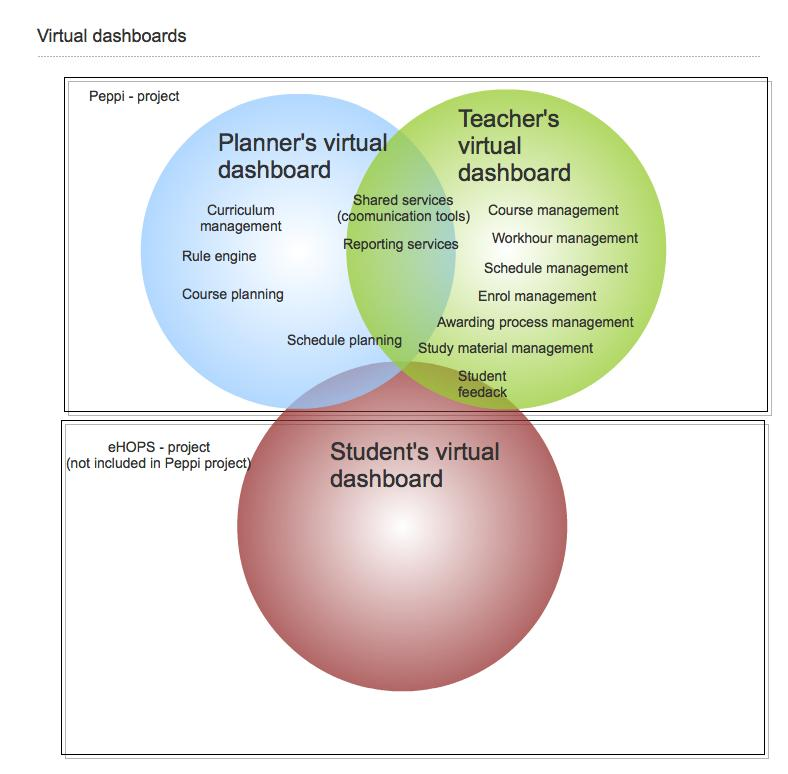 Virtual dashboards
Peppi - project
Planner's virtual
dashboard
Teacher's
virtual
dashboard
Curriculum
management
Rule engine
Course planning
Schedule planning
Shared services
(coomunication tools)
Reporting services
Course management
Workhour management
Schedule management
Enrol management
Awarding process management
Study material management
Student
feedack
eHOPS - project
(not included in Peppi project)
Student's virtual
dashboard